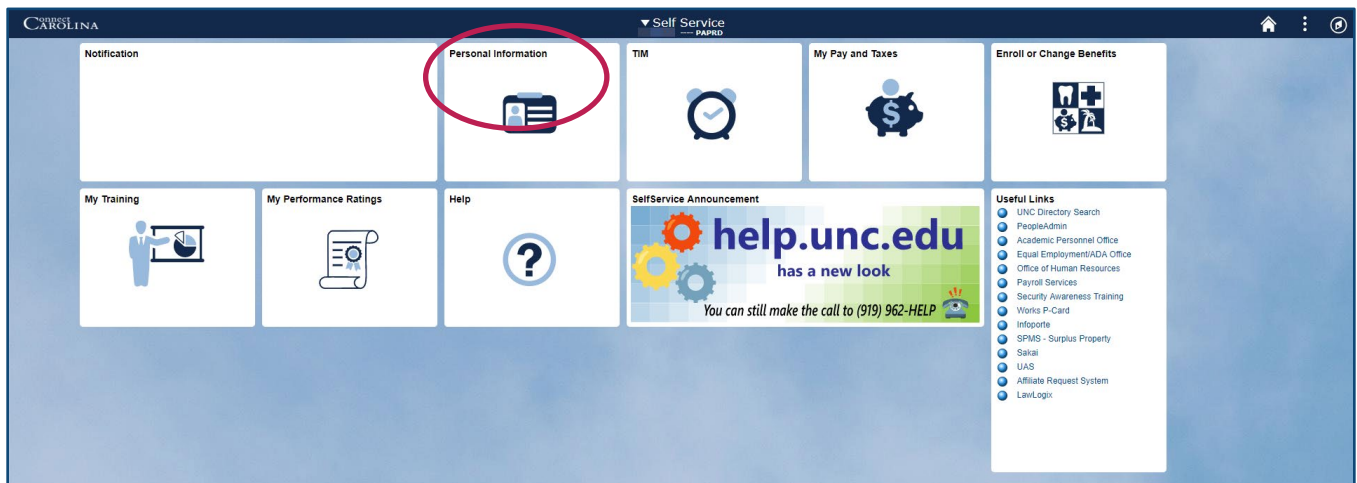 Connect CAROLINA
Self Service
---- PAPRD
Notification
Personal Information
TIM
My Pay and Taxes
$
Enroll or Change Benefits
$
My Training
My Performance Ratings
Help
?
SelfService Announcement
help.unc.edu
has a new look
You can still make the call to (919) 962-HELP
Useful Links
UNC Directory Search
PeopleAdmin
Academic Personnel Office
Equal Employment/ADA Office
Office of Human Resources
Payroll Services
Security Awareness Training
Works P-Card
Infoporte
SPMS - Surplus Property
Sakai
UAS
Affiliate Request System
LawLogix